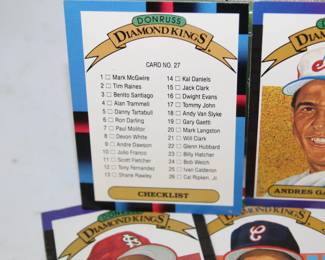 DONRUSS
DIAMOND KINGS
CARD NO. 27
1 Mark McGwire
2 Tim Raines
3 Benito Santiago
4 Alan Trammell
5 Danny Tartabull
6 Ron Darling
7 Paul Molitor
8 Devon White
9 Andre Dawson
10 Julio Franco
11 Scott Fletcher
12 Tony Fernandez
13 Shane Rawley
14 Kal Daniels
15 Jack Clark
16 Dwight Evans
17 Tommy John
18 Andy Van Slyke
19 Gary Gaetti
20 Mark Langston
21 Will Clark
22 Glenn Hubbard
23 Billy Hatcher
24 Bob Welch
25 Ivan Calderon
26 Cal Ripken, Jr.
CHECKLIST
ANDRES GA
DONRUSS
DIAMOND KINGS
DIAMOND KINGS